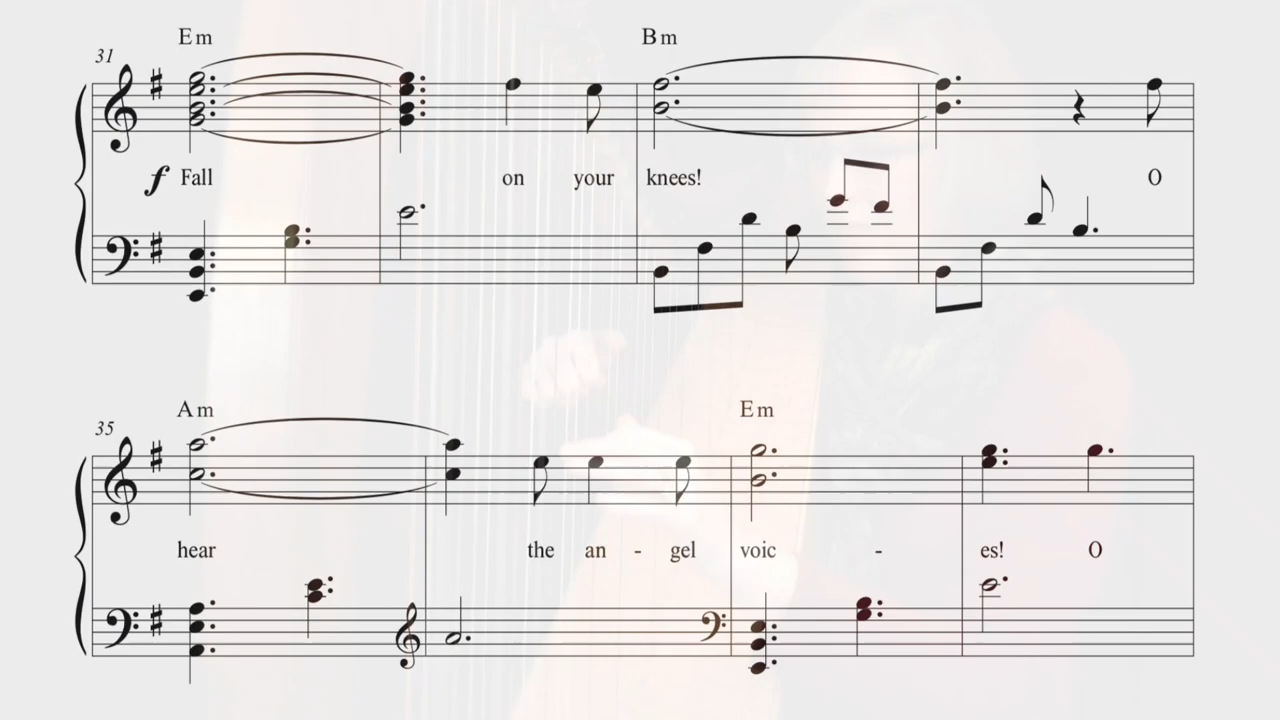 Em Bm
31
f Fall on your knees! O
Am Em
35
hear the an - gel voic - es! O